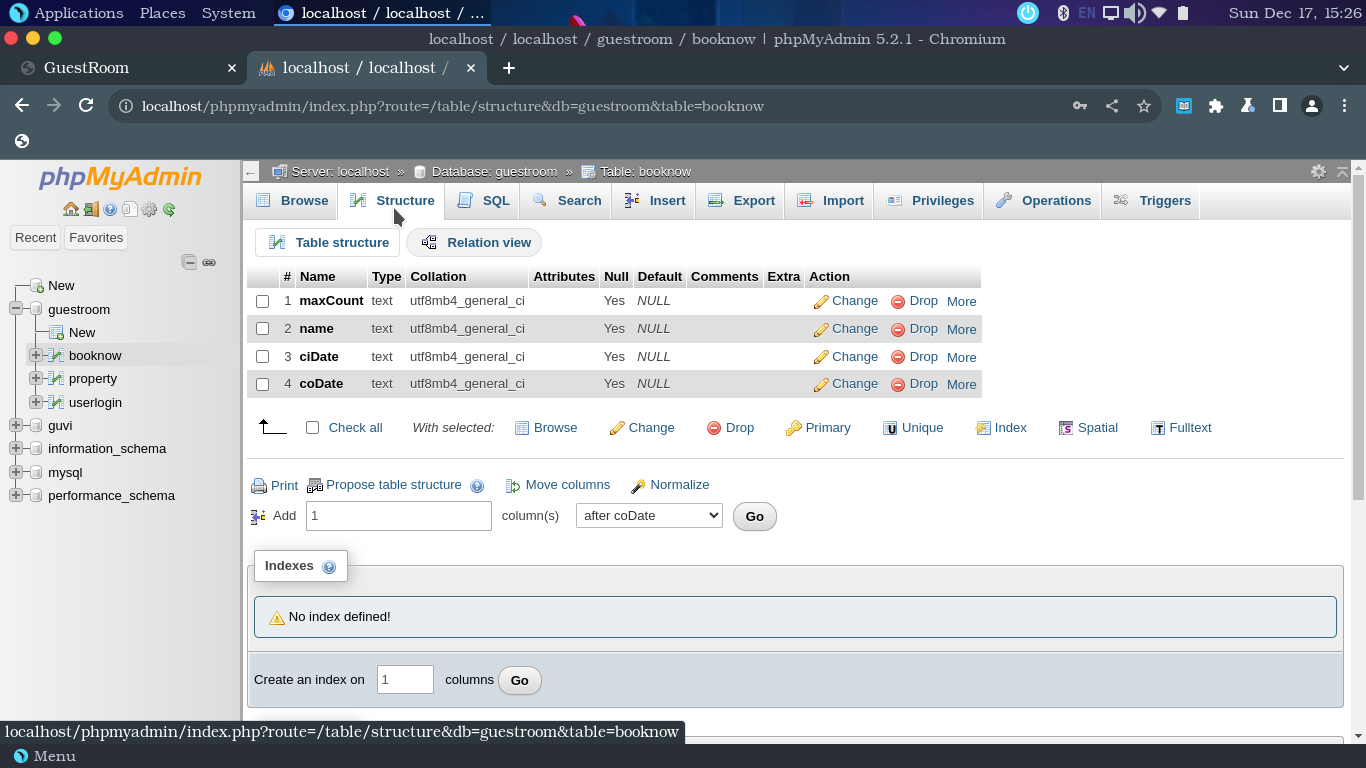 Applications Places System localhost / localhost / ... EN Sun Dec 17, 15:26
localhost / localhost / guestroom / booknow | phpMyAdmin 5.2.1 - Chromium
GuestRoom localhost / localhost /
localhost/phpmyadmin/index.php?route=/table/structure&db=guestroom&table=booknow
phpMyAdmin
Recent Favorites
New
guestroom
New
booknow
property
userlogin
guvi
information_schema
mysql
performance_schema
Server: localhost » Database: guestroom » Table: booknow
Browse Structure SQL Search Insert Export Import Privileges Operations Triggers
Table structure Relation view
# Name Type Collation Attributes Null Default Comments Extra Action
1 maxCount text utf8mb4_general_ci Yes NULL Change Drop More
2 name text utf8mb4_general_ci Yes NULL Change Drop More
3 ciDate text utf8mb4_general_ci Yes NULL Change Drop More
4 coDate text utf8mb4_general_ci Yes NULL Change Drop More
Check all With selected: Browse Change Drop Primary Unique Index Spatial Fulltext
Print Propose table structure Move columns Normalize
Add 1 column(s) after coDate Go
Indexes
No index defined!
Create an index on 1 columns Go
localhost/phpmyadmin/index.php?route=/table/structure&db=guestroom&table=booknow
Menu